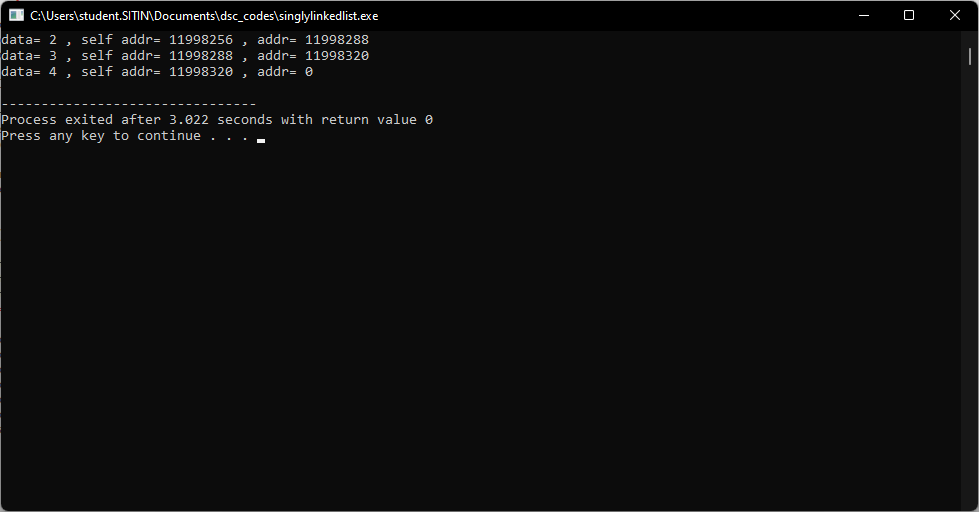 C:\Users\student.SITIN\Documents\dsc_codes\singlylinkedlist.exe
data= 2 , self addr= 11998256 , addr= 11998288
data= 3 , self addr= 11998288 , addr= 11998320
data= 4 , self addr= 11998320 , addr= 0
--------------------------------
Process exited after 3.022 seconds with return value 0
Press any key to continue . . .